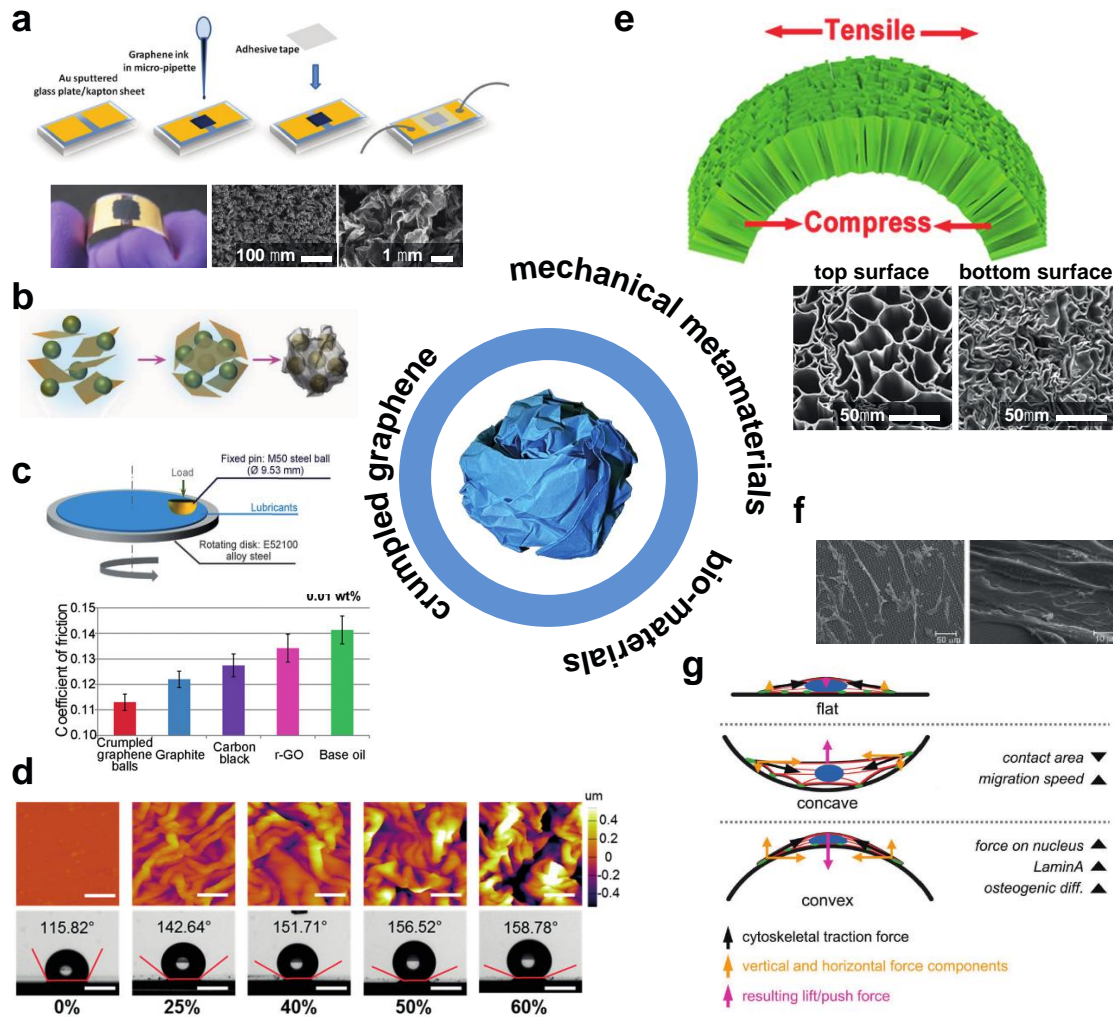 a
Graphene ink
in micro-pipette
Adhesive tape
Au sputtered
glass plate/kapton sheet
100 mm
1 mm
b
c
Load
Fixed pin: M50 steel ball
(Ø 9.53 mm)
Lubricants
Rotating disk: E52100
alloy steel
0.01 wt%
Coefficient of friction
0.15
0.14
0.13
0.12
0.11
0.10
Crumpled
graphene
balls
Graphite
Carbon
black
r-GO
Base oil
d
um
0.4
0.2
0
-0.2
-0.4
115.82°
142.64°
151.71°
156.52°
158.78°
0%
25%
40%
50%
60%
crumpled graphene
mechanical metamaterials
bio-materials
e
Tensile
Compress
top surface
bottom surface
50mm
50mm
f
50 µm
10 µm
g
flat
concave
contact area
migration speed
convex
force on nucleus
LaminA
osteogenic diff.
cytoskeletal traction force
vertical and horizontal force components
resulting lift/push force